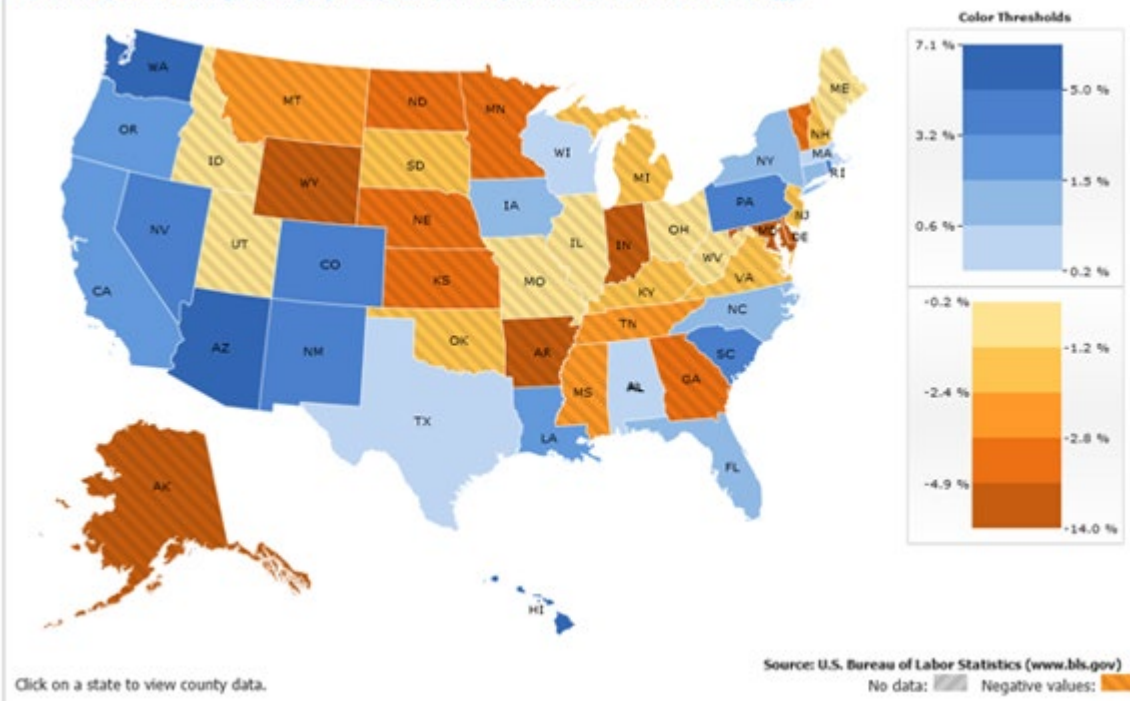 Color Thresholds
7.1 %
5.0 %
3.2 %
1.5 %
0.6 %
0.2 %
-0.2 %
-1.2 %
-2.4 %
-2.8 %
-4.9 %
-14.0 %
WA
MT
ND
MN
ME
OR
ID
SD
WI
NH
MA
NY
RI
WY
MI
IA
PA
NE
NJ
NV
UT
IL
IN
OH
MD
DE
CO
WV
CA
KS
MO
VA
KY
NC
AZ
NM
OK
TN
AR
SC
TX
MS
AL
GA
LA
FL
AK
HI
Source: U.S. Bureau of Labor Statistics (www.bls.gov)
Click on a state to view county data.
No data: Negative values: